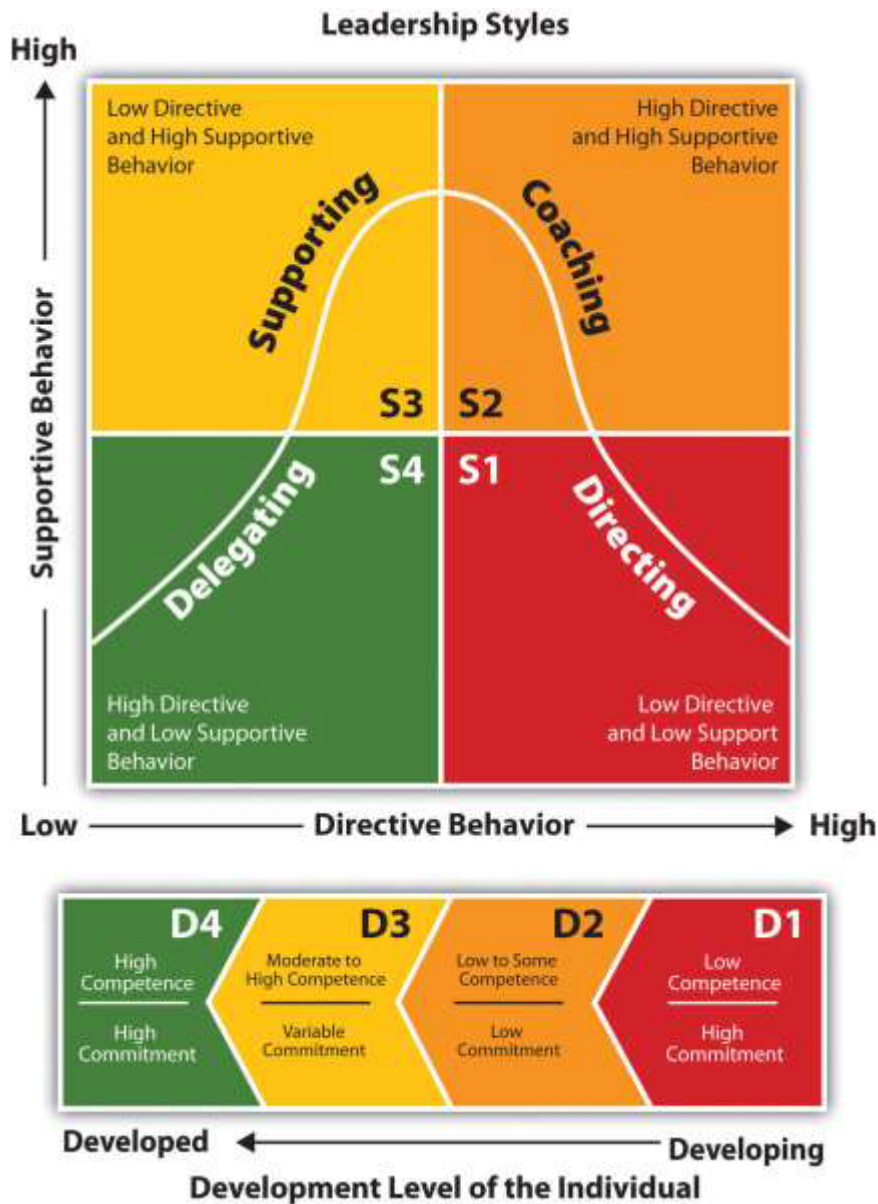 Leadership Styles
High
Low Directive
and High Supportive
Behavior
High Directive
and High Supportive
Behavior
Supporting
Coaching
Supportive Behavior
S3
S2
S4
S1
Delegating
Directing
High Directive
and Low Supportive
Behavior
Low Directive
and Low Support
Behavior
Low
Directive Behavior
High
D4
High
Competence
High
Commitment
D3
Moderate to
High Competence
Variable
Commitment
D2
Low to Some
Competence
Low
Commitment
D1
Low
Competence
High
Commitment
Developed
Developing
Development Level of the Individual